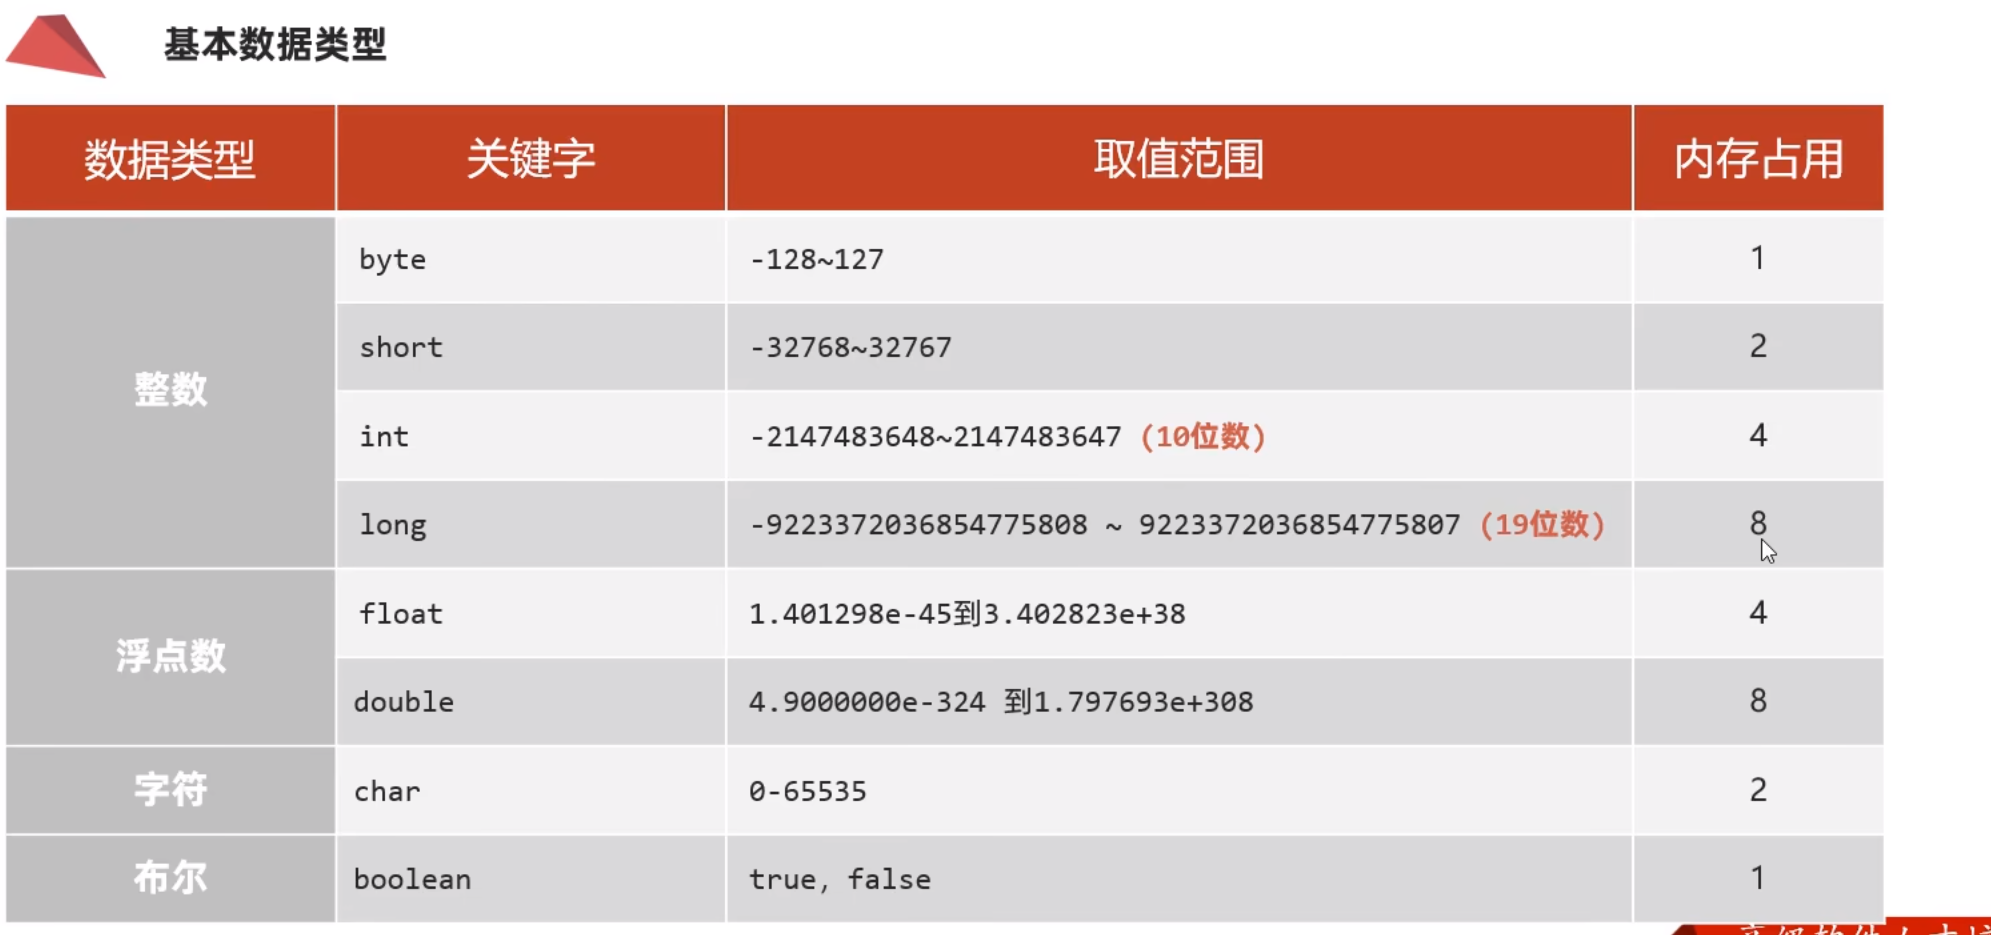 基本数据类型
数据类型 关键字 取值范围 内存占用
整数
byte -128~127 1
short -32768~32767 2
int -2147483648~2147483647 (10位数) 4
long -9223372036854775808 ~ 9223372036854775807 (19位数) 8
浮点数
float 1.401298e-45到3.402823e+38 4
double 4.9000000e-324 到1.797693e+308 8
字符 char 0-65535 2
布尔 boolean true, false 1